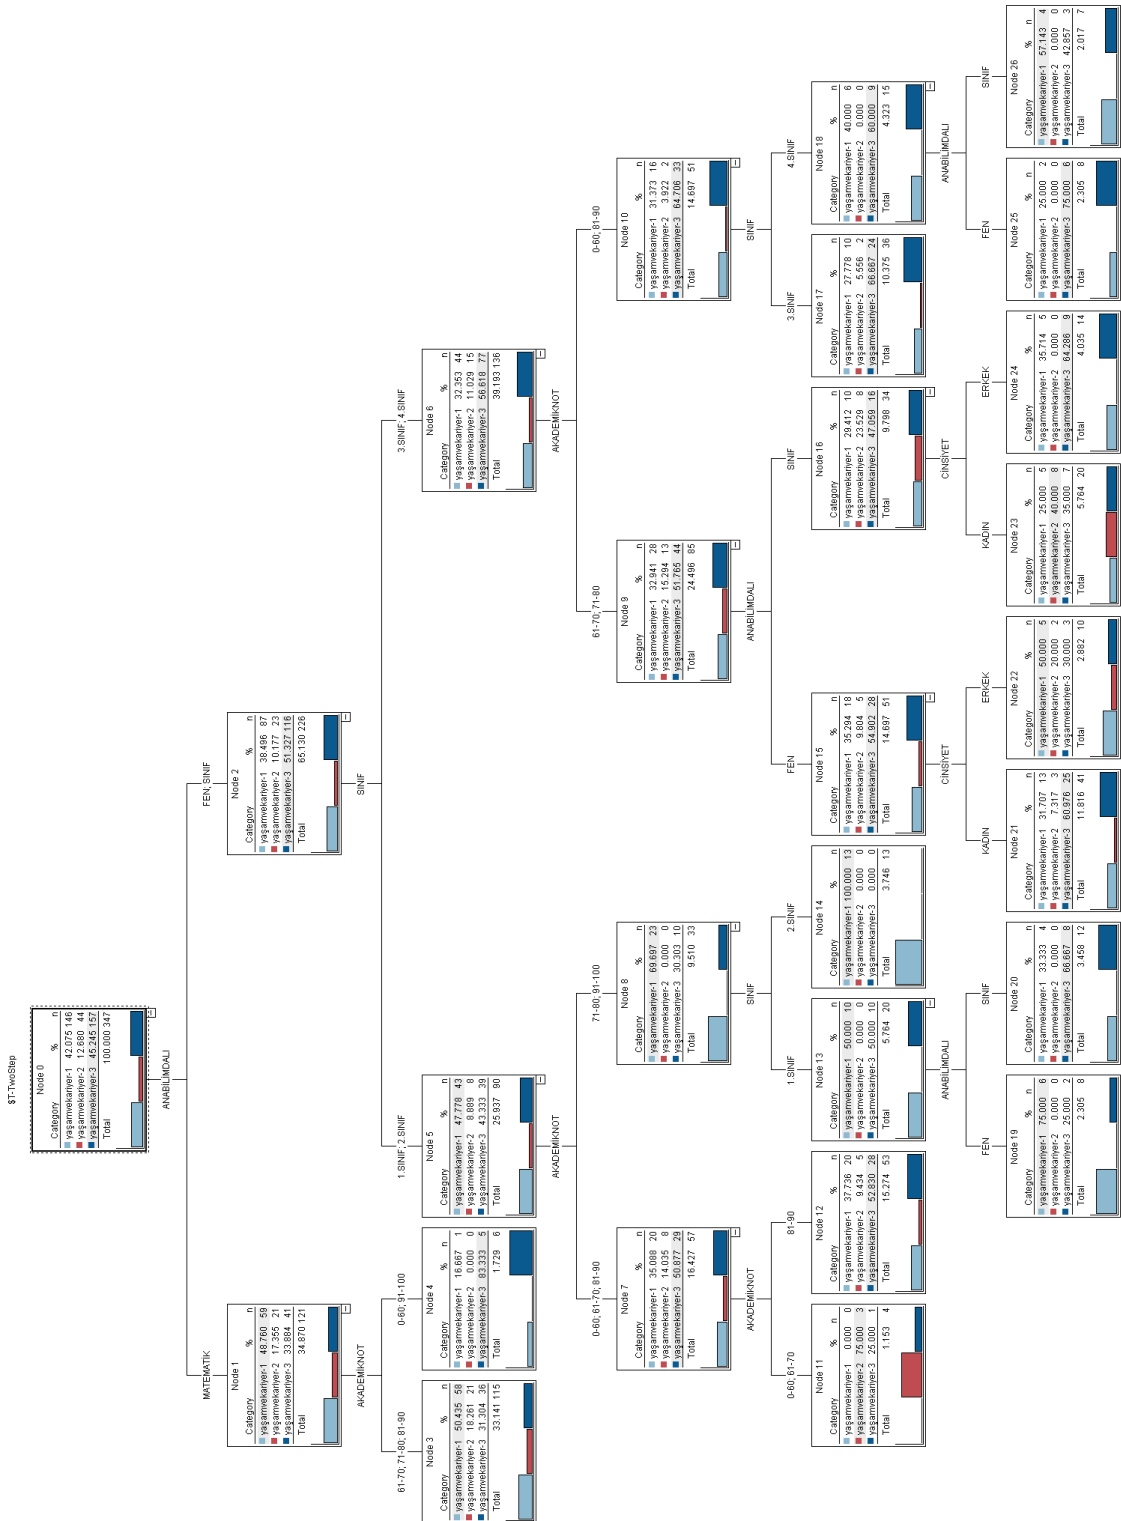 $T-TwoStep
Node 0
Category % n
yaşamvekariyer-1 42.075 146
yaşamvekariyer-2 12.680 44
yaşamvekariyer-3 45.245 157
Total 100.000 347
ANABİLİMDALI
MATEMATİK
FEN; SINIF
Node 1
Category % n
yaşamvekariyer-1 48.760 59
yaşamvekariyer-2 17.355 21
yaşamvekariyer-3 33.884 41
Total 34.870 121
AKADEMİKNOT
Node 2
Category % n
yaşamvekariyer-1 38.496 87
yaşamvekariyer-2 10.177 23
yaşamvekariyer-3 51.327 116
Total 65.130 226
SINIF
61-70; 71-80; 81-90
0-60; 91-100
1.SINIF; 2.SINIF
3.SINIF; 4.SINIF
Node 3
Category % n
yaşamvekariyer-1 50.435 58
yaşamvekariyer-2 18.261 21
yaşamvekariyer-3 31.304 36
Total 33.141 115
Node 4
Category % n
yaşamvekariyer-1 16.667 1
yaşamvekariyer-2 0.000 0
yaşamvekariyer-3 83.333 5
Total 1.729 6
Node 5
Category % n
yaşamvekariyer-1 47.778 43
yaşamvekariyer-2 8.889 8
yaşamvekariyer-3 43.333 39
Total 25.937 90
AKADEMİKNOT
Node 6
Category % n
yaşamvekariyer-1 32.353 44
yaşamvekariyer-2 11.029 15
yaşamvekariyer-3 56.618 77
Total 39.193 136
AKADEMİKNOT
0-60; 61-70; 81-90
71-80; 91-100
61-70; 71-80
0-60; 81-90
Node 7
Category % n
yaşamvekariyer-1 35.088 20
yaşamvekariyer-2 14.035 8
yaşamvekariyer-3 50.877 29
Total 16.427 57
AKADEMİKNOT
Node 8
Category % n
yaşamvekariyer-1 69.697 23
yaşamvekariyer-2 0.000 0
yaşamvekariyer-3 30.303 10
Total 9.510 33
SINIF
Node 9
Category % n
yaşamvekariyer-1 32.941 28
yaşamvekariyer-2 15.294 13
yaşamvekariyer-3 51.765 44
Total 24.496 85
ANABİLİMDALI
Node 10
Category % n
yaşamvekariyer-1 31.373 16
yaşamvekariyer-2 3.922 2
yaşamvekariyer-3 64.706 33
Total 14.697 51
SINIF
0-60; 61-70
81-90
1.SINIF
2.SINIF
FEN
SINIF
3.SINIF
4.SINIF
Node 11
Category % n
yaşamvekariyer-1 0.000 0
yaşamvekariyer-2 75.000 3
yaşamvekariyer-3 25.000 1
Total 1.153 4
Node 12
Category % n
yaşamvekariyer-1 37.736 20
yaşamvekariyer-2 9.434 5
yaşamvekariyer-3 52.830 28
Total 15.274 53
Node 13
Category % n
yaşamvekariyer-1 50.000 10
yaşamvekariyer-2 0.000 0
yaşamvekariyer-3 50.000 10
Total 5.764 20
ANABİLİMDALI
Node 14
Category % n
yaşamvekariyer-1 100.000 13
yaşamvekariyer-2 0.000 0
yaşamvekariyer-3 0.000 0
Total 3.746 13
Node 15
Category % n
yaşamvekariyer-1 35.294 18
yaşamvekariyer-2 9.804 5
yaşamvekariyer-3 54.902 28
Total 14.697 51
CİNSİYET
Node 16
Category % n
yaşamvekariyer-1 29.412 10
yaşamvekariyer-2 23.529 8
yaşamvekariyer-3 47.059 16
Total 9.798 34
CİNSİYET
Node 17
Category % n
yaşamvekariyer-1 27.778 10
yaşamvekariyer-2 5.556 2
yaşamvekariyer-3 66.667 24
Total 10.375 36
Node 18
Category % n
yaşamvekariyer-1 40.000 6
yaşamvekariyer-2 0.000 0
yaşamvekariyer-3 60.000 9
Total 4.323 15
ANABİLİMDALI
FEN
SINIF
KADIN
ERKEK
KADIN
ERKEK
FEN
SINIF
Node 19
Category % n
yaşamvekariyer-1 75.000 6
yaşamvekariyer-2 0.000 0
yaşamvekariyer-3 25.000 2
Total 2.305 8
Node 20
Category % n
yaşamvekariyer-1 33.333 4
yaşamvekariyer-2 0.000 0
yaşamvekariyer-3 66.667 8
Total 3.458 12
Node 21
Category % n
yaşamvekariyer-1 31.707 13
yaşamvekariyer-2 7.317 3
yaşamvekariyer-3 60.976 25
Total 11.816 41
Node 22
Category % n
yaşamvekariyer-1 50.000 5
yaşamvekariyer-2 20.000 2
yaşamvekariyer-3 30.000 3
Total 2.882 10
Node 23
Category % n
yaşamvekariyer-1 25.000 5
yaşamvekariyer-2 40.000 8
yaşamvekariyer-3 35.000 7
Total 5.764 20
Node 24
Category % n
yaşamvekariyer-1 35.714 5
yaşamvekariyer-2 0.000 0
yaşamvekariyer-3 64.286 9
Total 4.035 14
Node 25
Category % n
yaşamvekariyer-1 25.000 2
yaşamvekariyer-2 0.000 0
yaşamvekariyer-3 75.000 6
Total 2.305 8
Node 26
Category % n
yaşamvekariyer-1 57.143 4
yaşamvekariyer-2 0.000 0
yaşamvekariyer-3 42.857 3
Total 2.017 7